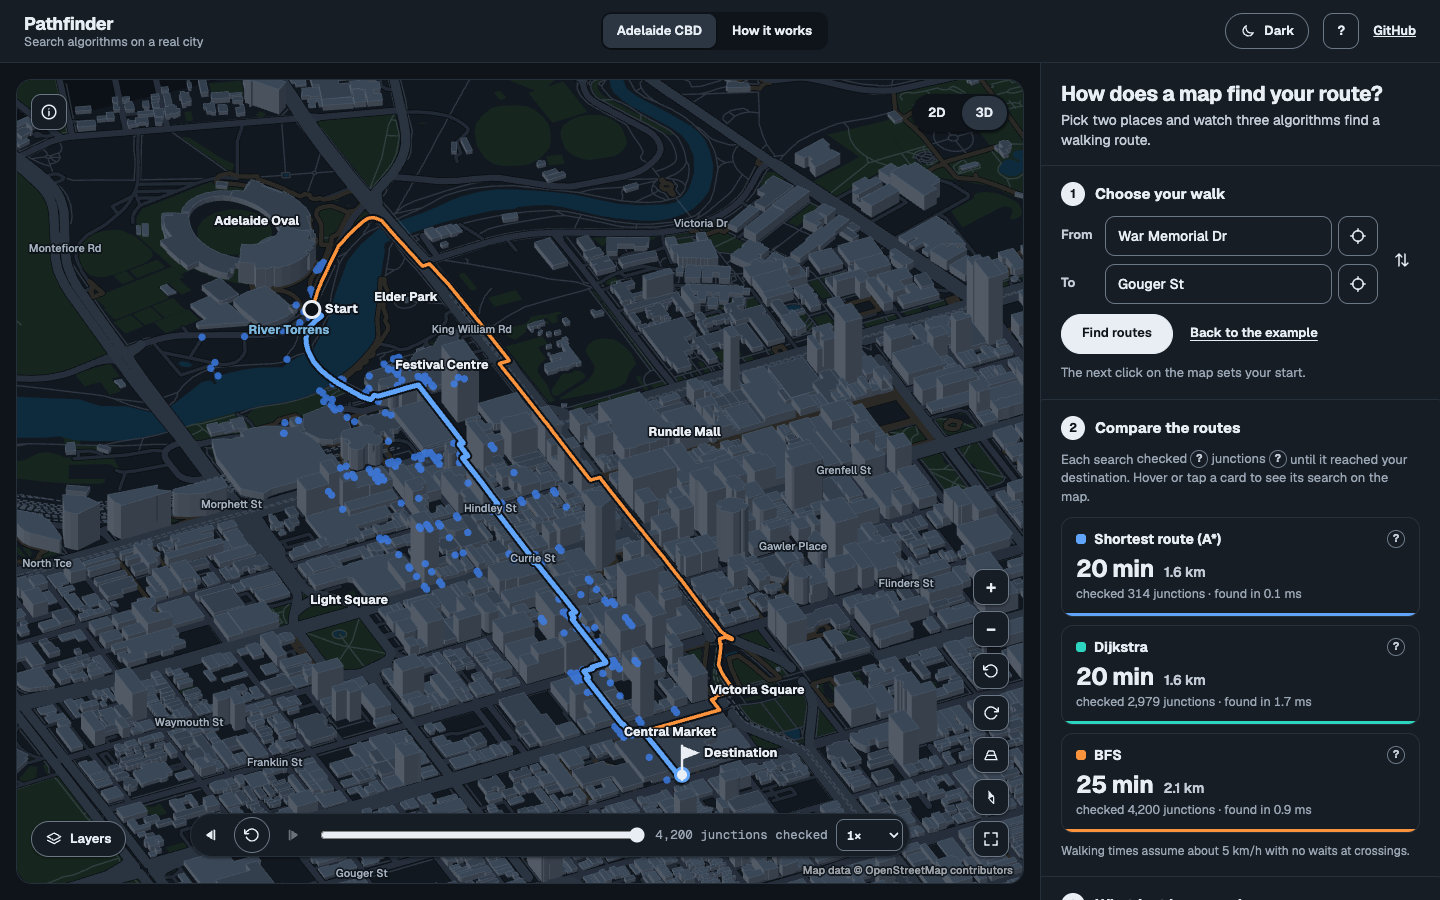 Pathfinder
Search algorithms on a real city
Adelaide CBD
How it works
Dark
?
GitHub
2D
3D
Adelaide Oval
Victoria Dr
Montefiore Rd
Elder Park
Start
River Torrens
King William Rd
Festival Centre
Rundle Mall
Grenfell St
Morphett St
Hindley St
Gawler Place
Currie St
North Tce
Flinders St
Light Square
Victoria Square
Waymouth St
Central Market
Destination
Franklin St
Layers
4,200 junctions checked
1×
Gouger St
Map data © OpenStreetMap contributors
How does a map find your route?
Pick two places and watch three algorithms find a
walking route.
1 Choose your walk
From War Memorial Dr
To Gouger St
Find routes Back to the example
The next click on the map sets your start.
2 Compare the routes
Each search checked ? junctions ? until it reached your
destination. Hover or tap a card to see its search on the
map.
Shortest route (A*) ?
20 min 1.6 km
checked 314 junctions · found in 0.1 ms
Dijkstra ?
20 min 1.6 km
checked 2,979 junctions · found in 1.7 ms
BFS ?
25 min 2.1 km
checked 4,200 junctions · found in 0.9 ms
Walking times assume about 5 km/h with no waits at crossings.